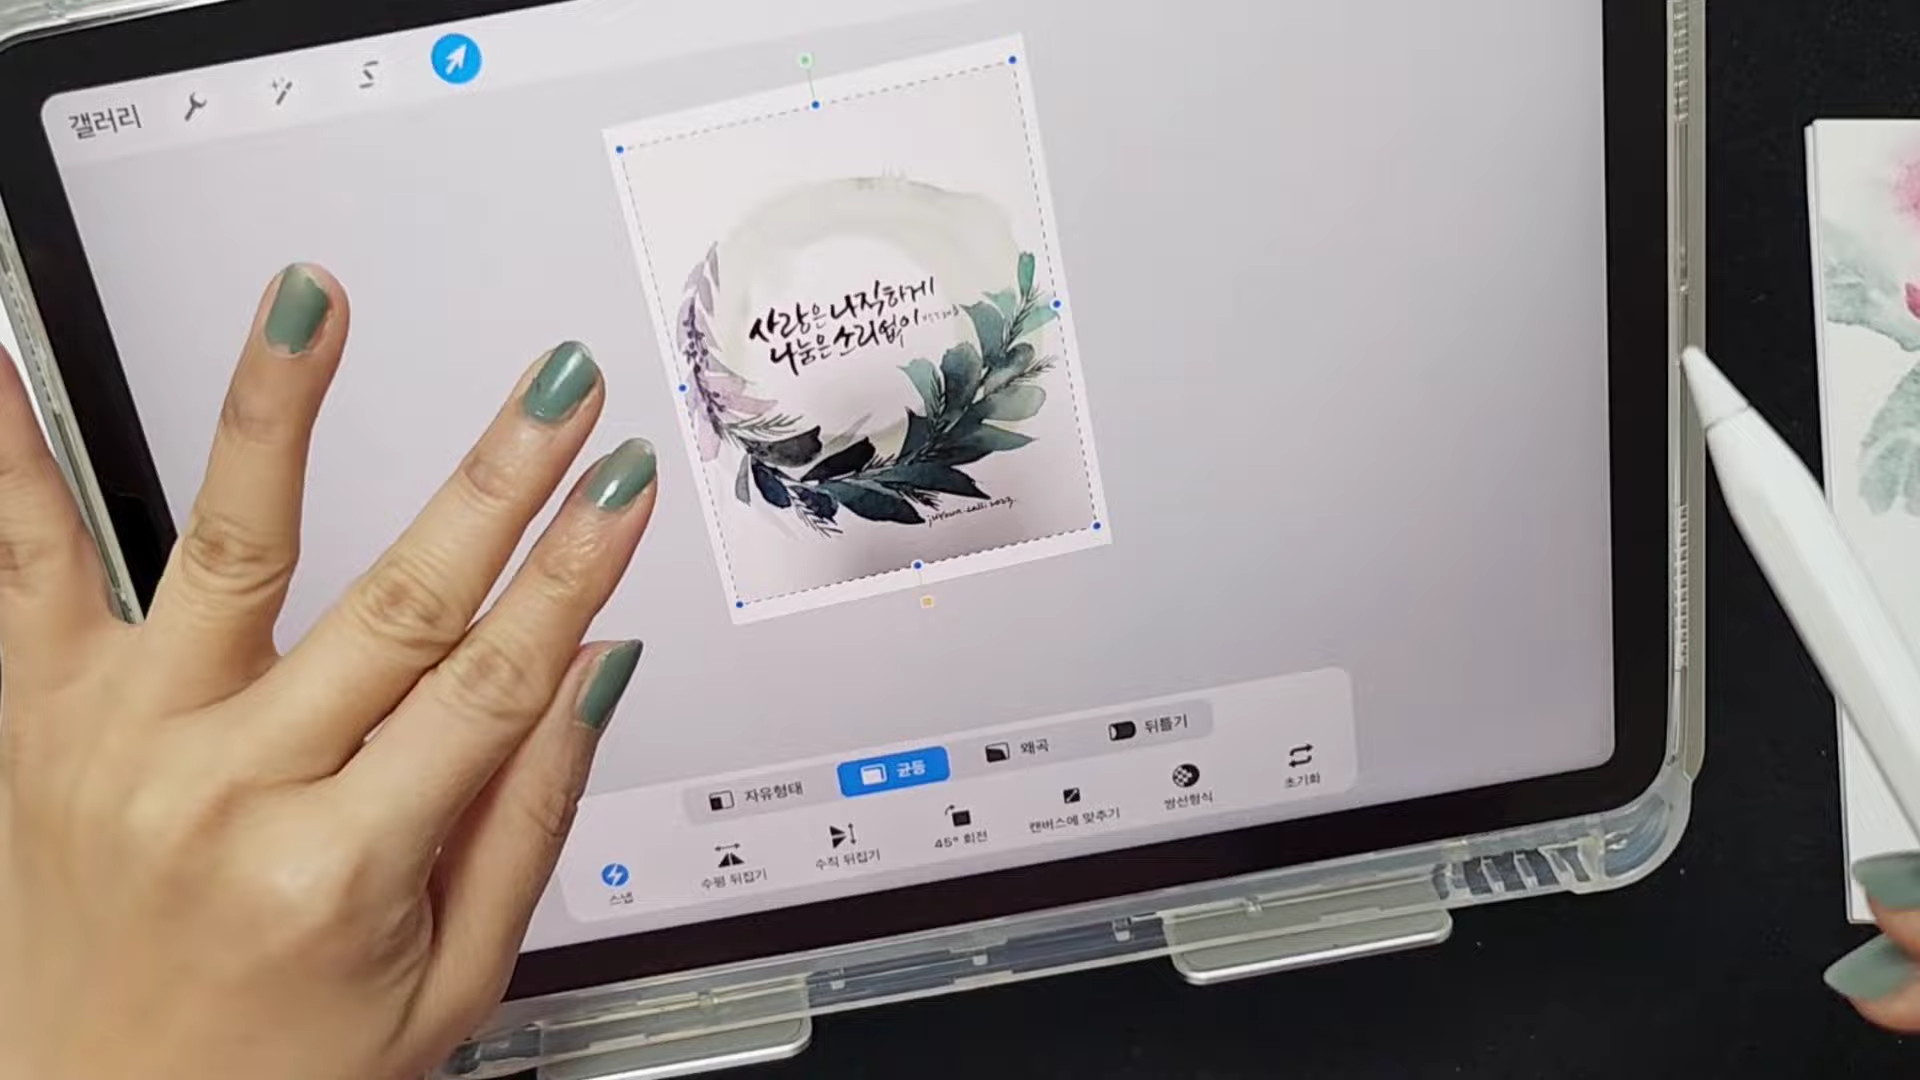 갤러리
사랑은 나직하게
나눔은 소리없이
juyoun.calli.2023.
자유형태
균등
왜곡
뒤틀기
스냅
수평 뒤집기
수직 뒤집기
45° 회전
캔버스에 맞추기
쌍선형식
초기화